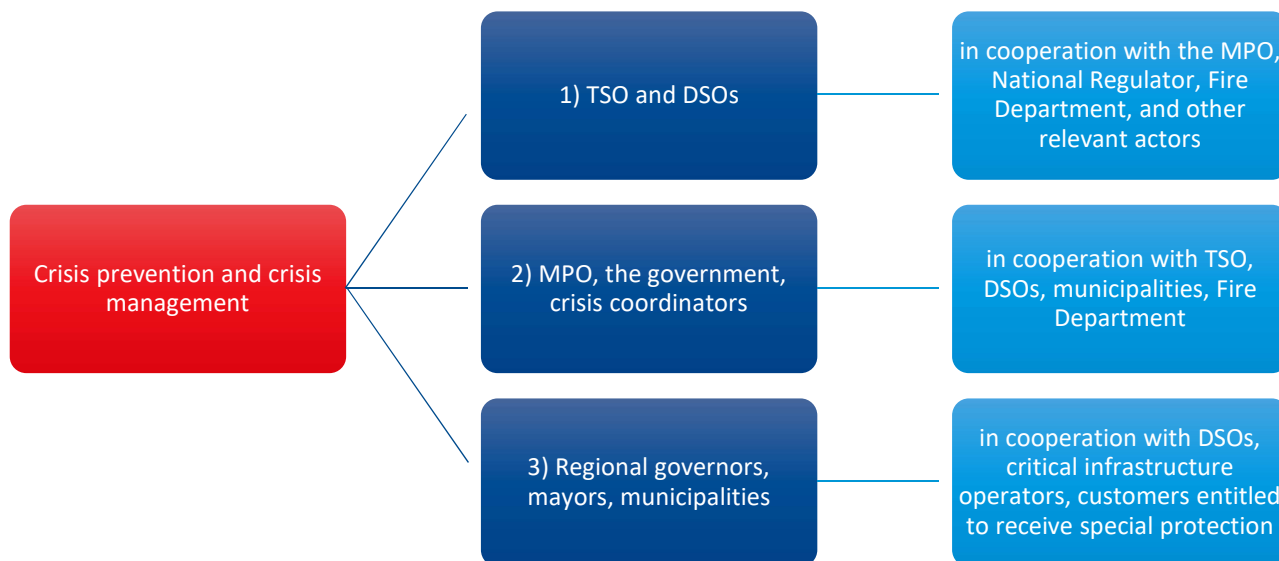 1) TSO and DSOs
in cooperation with the MPO,
National Regulator, Fire
Department, and other
relevant actors
Crisis prevention and crisis
management
2) MPO, the government,
crisis coordinators
in cooperation with TSO,
DSOs, municipalities, Fire
Department
3) Regional governors,
mayors, municipalities
in cooperation with DSOs,
critical infrastructure
operators, customers entitled
to receive special protection